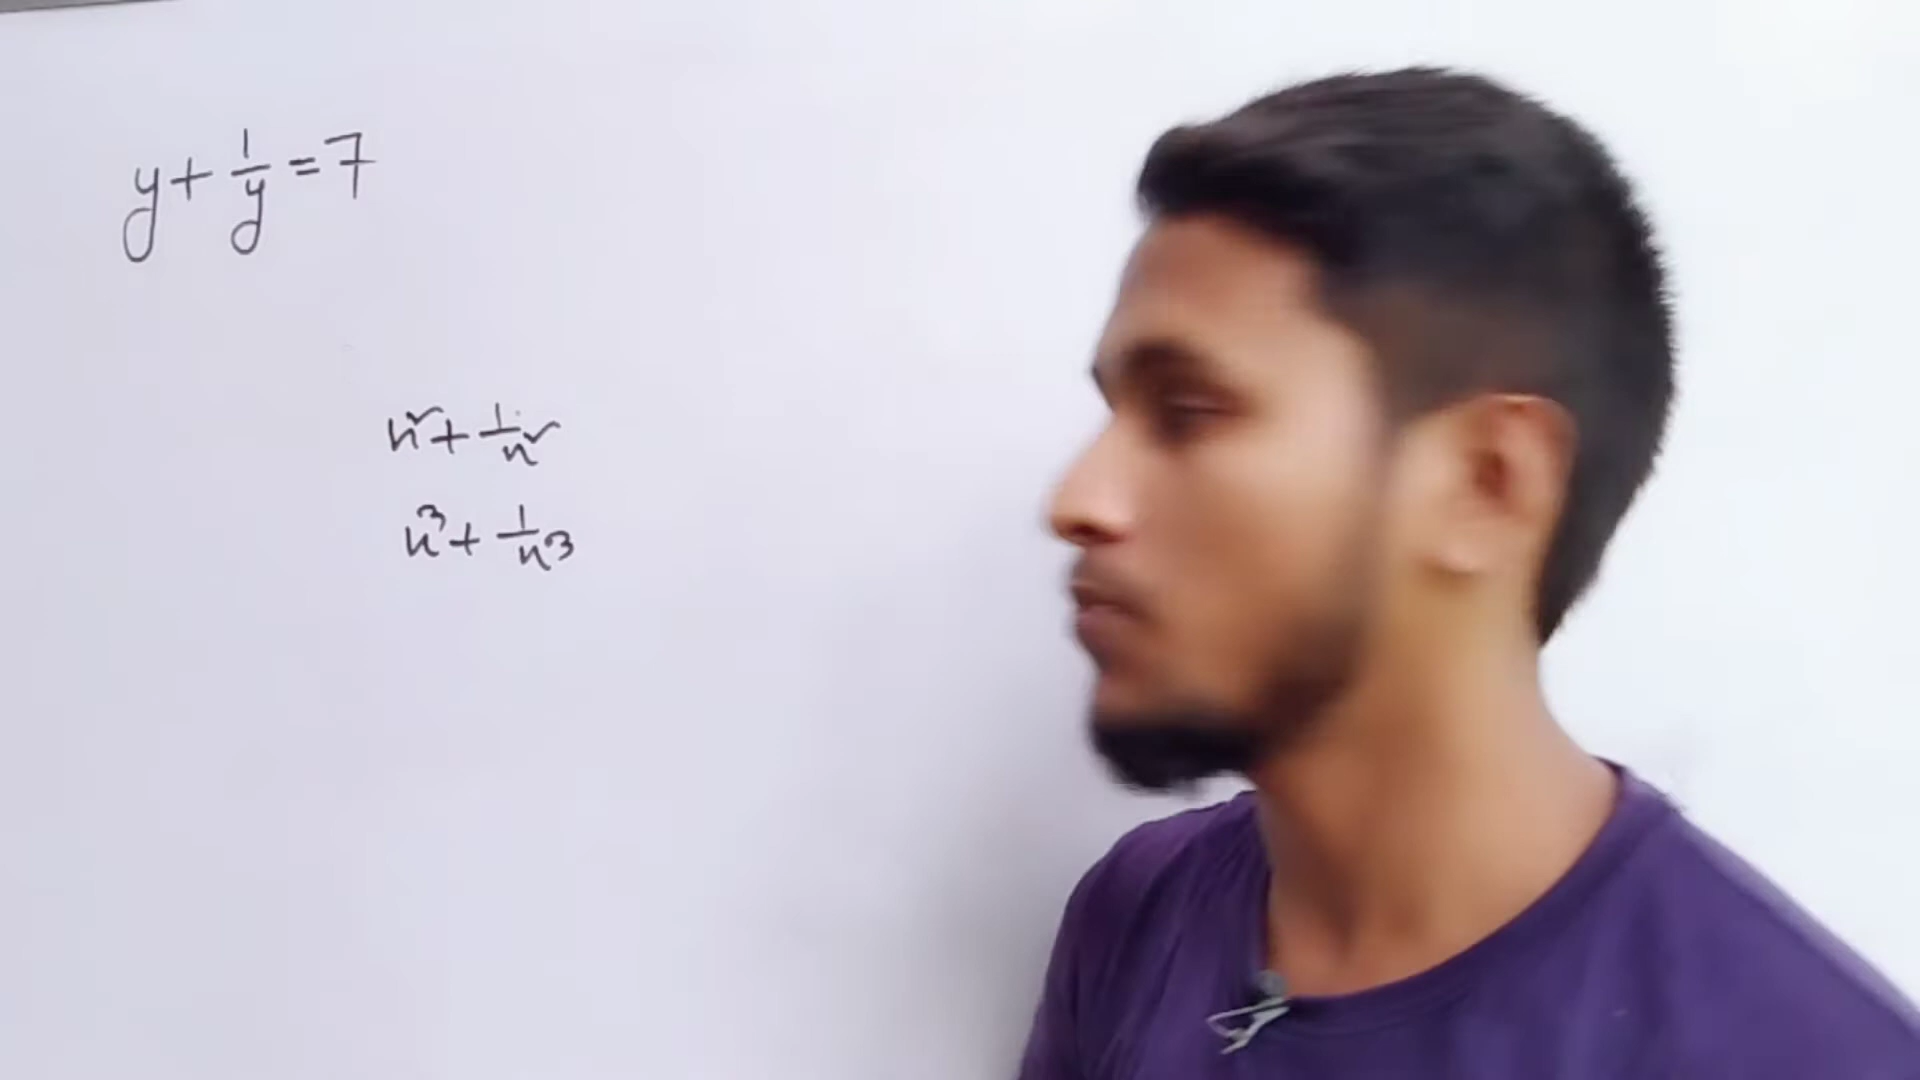 y + 1/y = 7
x² + 1/x²
x³ + 1/x³